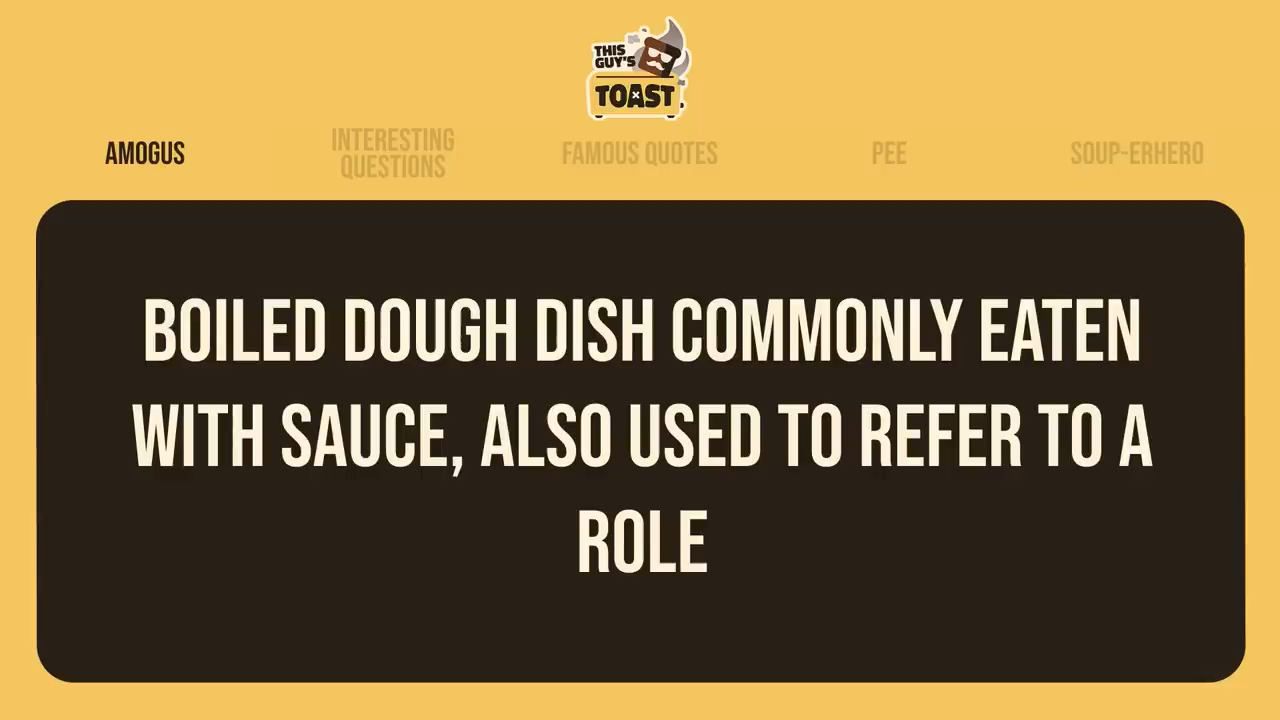 THIS
GUY'S
TOAST
AMOGUS
INTERESTING
QUESTIONS
FAMOUS QUOTES
PEE
SOUP-ERHERO
BOILED DOUGH DISH COMMONLY EATEN
WITH SAUCE, ALSO USED TO REFER TO A
ROLE